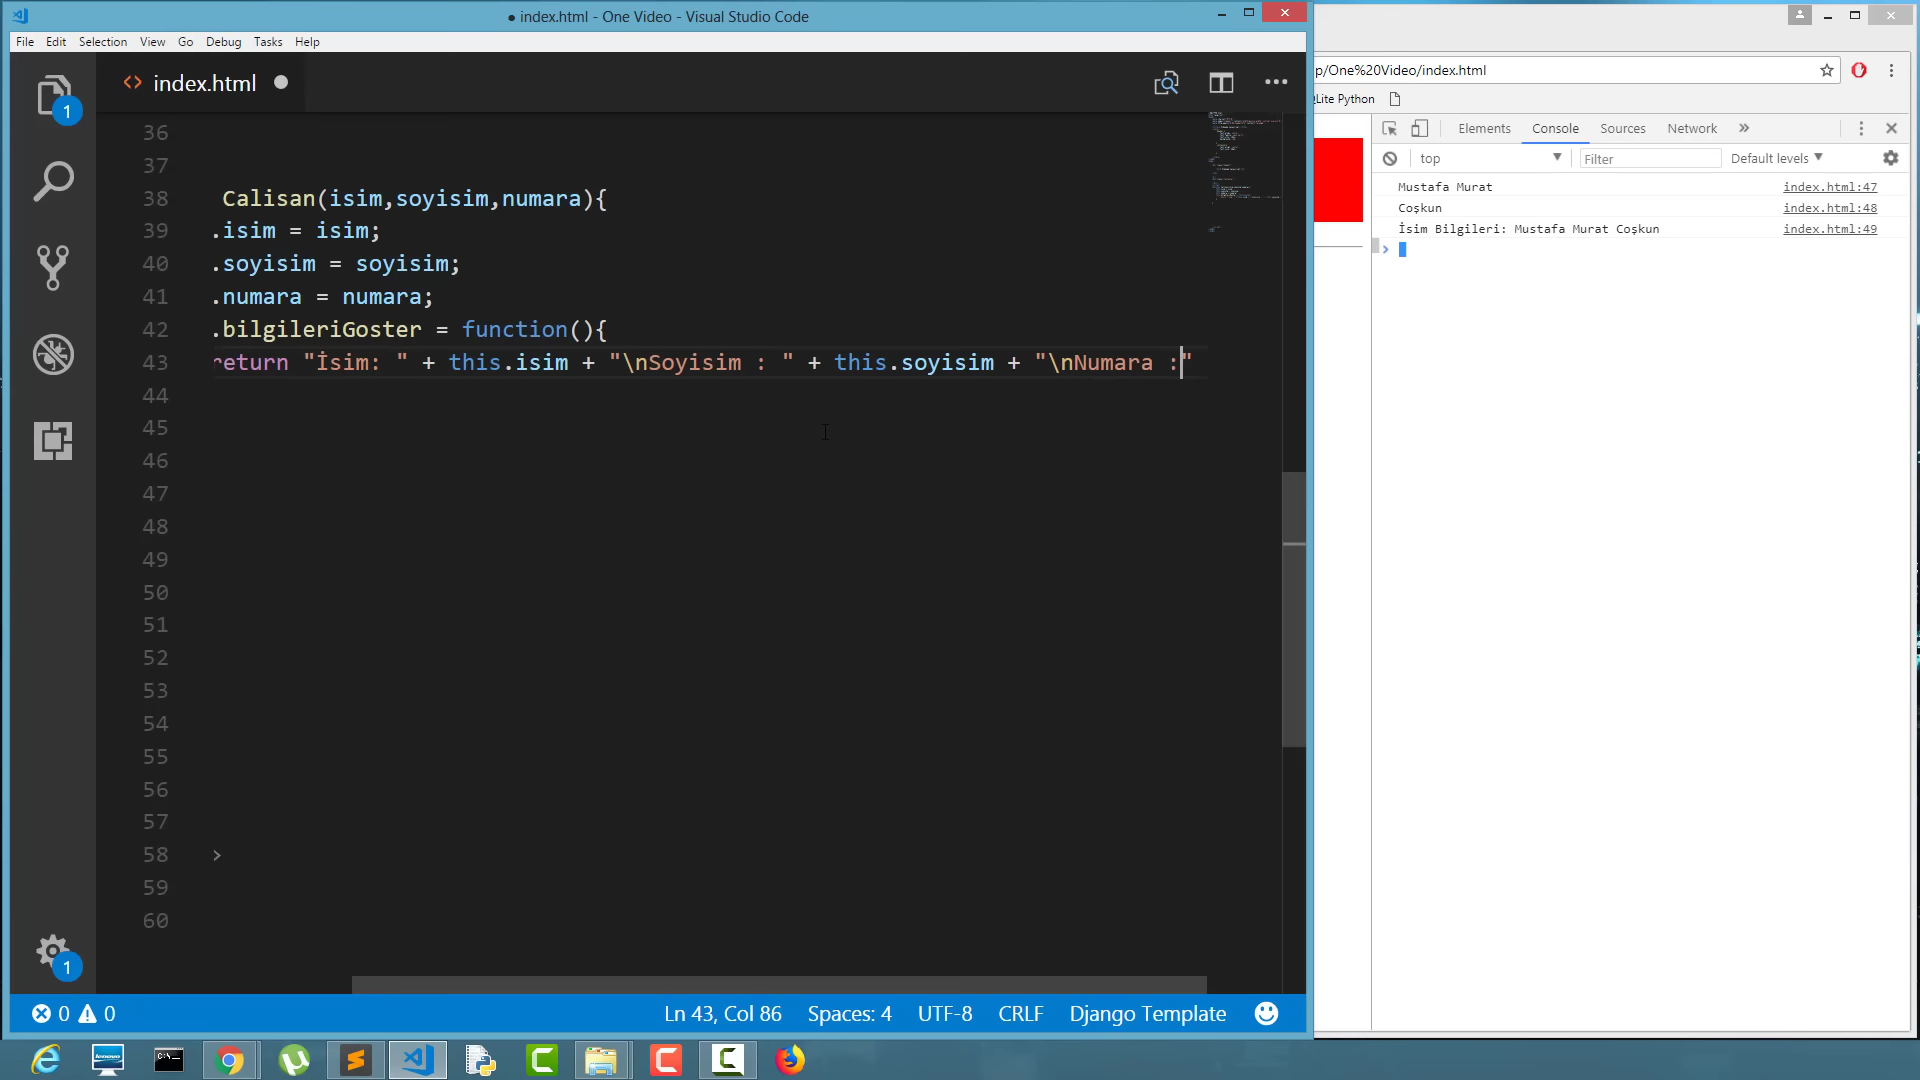 ● index.html - One Video - Visual Studio Code
File Edit Selection View Go Debug Tasks Help
<> index.html ●
36
37
38 Calisan(isim,soyisim,numara){
39 .isim = isim;
40 .soyisim = soyisim;
41 .numara = numara;
42 .bilgileriGoster = function(){
43 return "İsim: " + this.isim + "\nSoyisim : " + this.soyisim + "\nNumara :"
44
45
46
47
48
49
50
51
52
53
54
55
56
57
58 >
59
60
1
1
0 0 Ln 43, Col 86 Spaces: 4 UTF-8 CRLF Django Template
p/One%20Video/index.html
Lite Python
Elements Console Sources Network »
top Filter Default levels
Mustafa Murat index.html:47
Coşkun index.html:48
İsim Bilgileri: Mustafa Murat Coşkun index.html:49
>
lenovo
C:\_